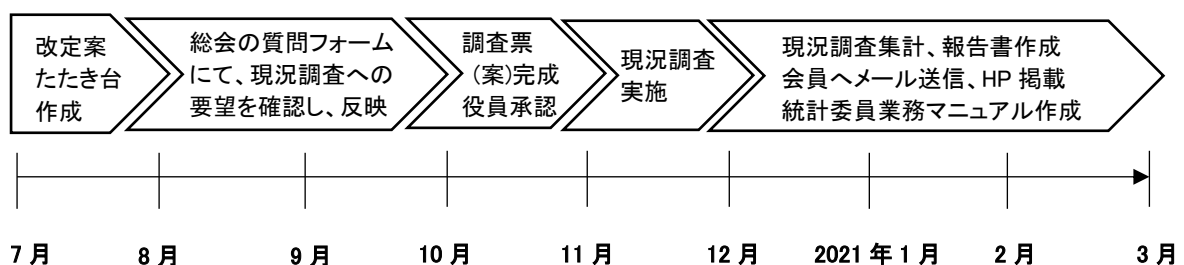 改定案
たたき台
作成
総会の質問フォーム
にて、現況調査への
要望を確認し、反映
調査票
(案)完成
役員承認
現況調査
実施
現況調査集計、報告書作成
会員へメール送信、HP 掲載
統計委員業務マニュアル作成
7 月 8 月 9 月 10 月 11 月 12 月 2021 年 1 月 2 月 3 月